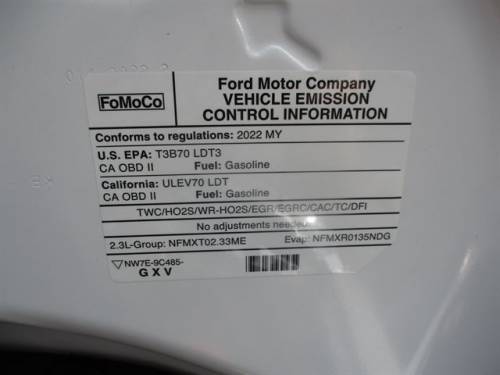 FoMoCo
Ford Motor Company
VEHICLE EMISSION
CONTROL INFORMATION
Conforms to regulations: 2022 MY
U.S. EPA: T3B70 LDT3
CA OBD II Fuel: Gasoline
California: ULEV70 LDT
CA OBD II Fuel: Gasoline
TWC/HO2S/WR-HO2S/EGR/EGRC/CAC/TC/DFI
No adjustments needed.
2.3L-Group: NFMXT02.33ME Evap: NFMXR0135NDG
▽NW7E-9C485-
G X V